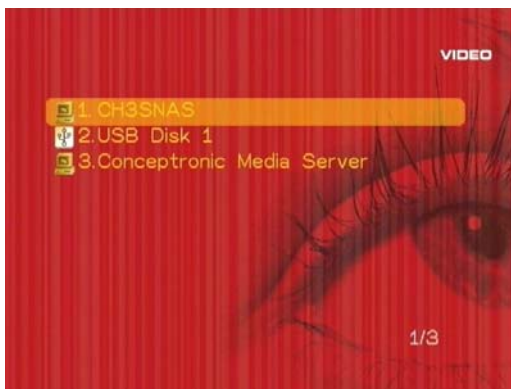 VIDEO
1. CH3SNAS
2.USB Disk 1
3.Conceptronic Media Server
1/3